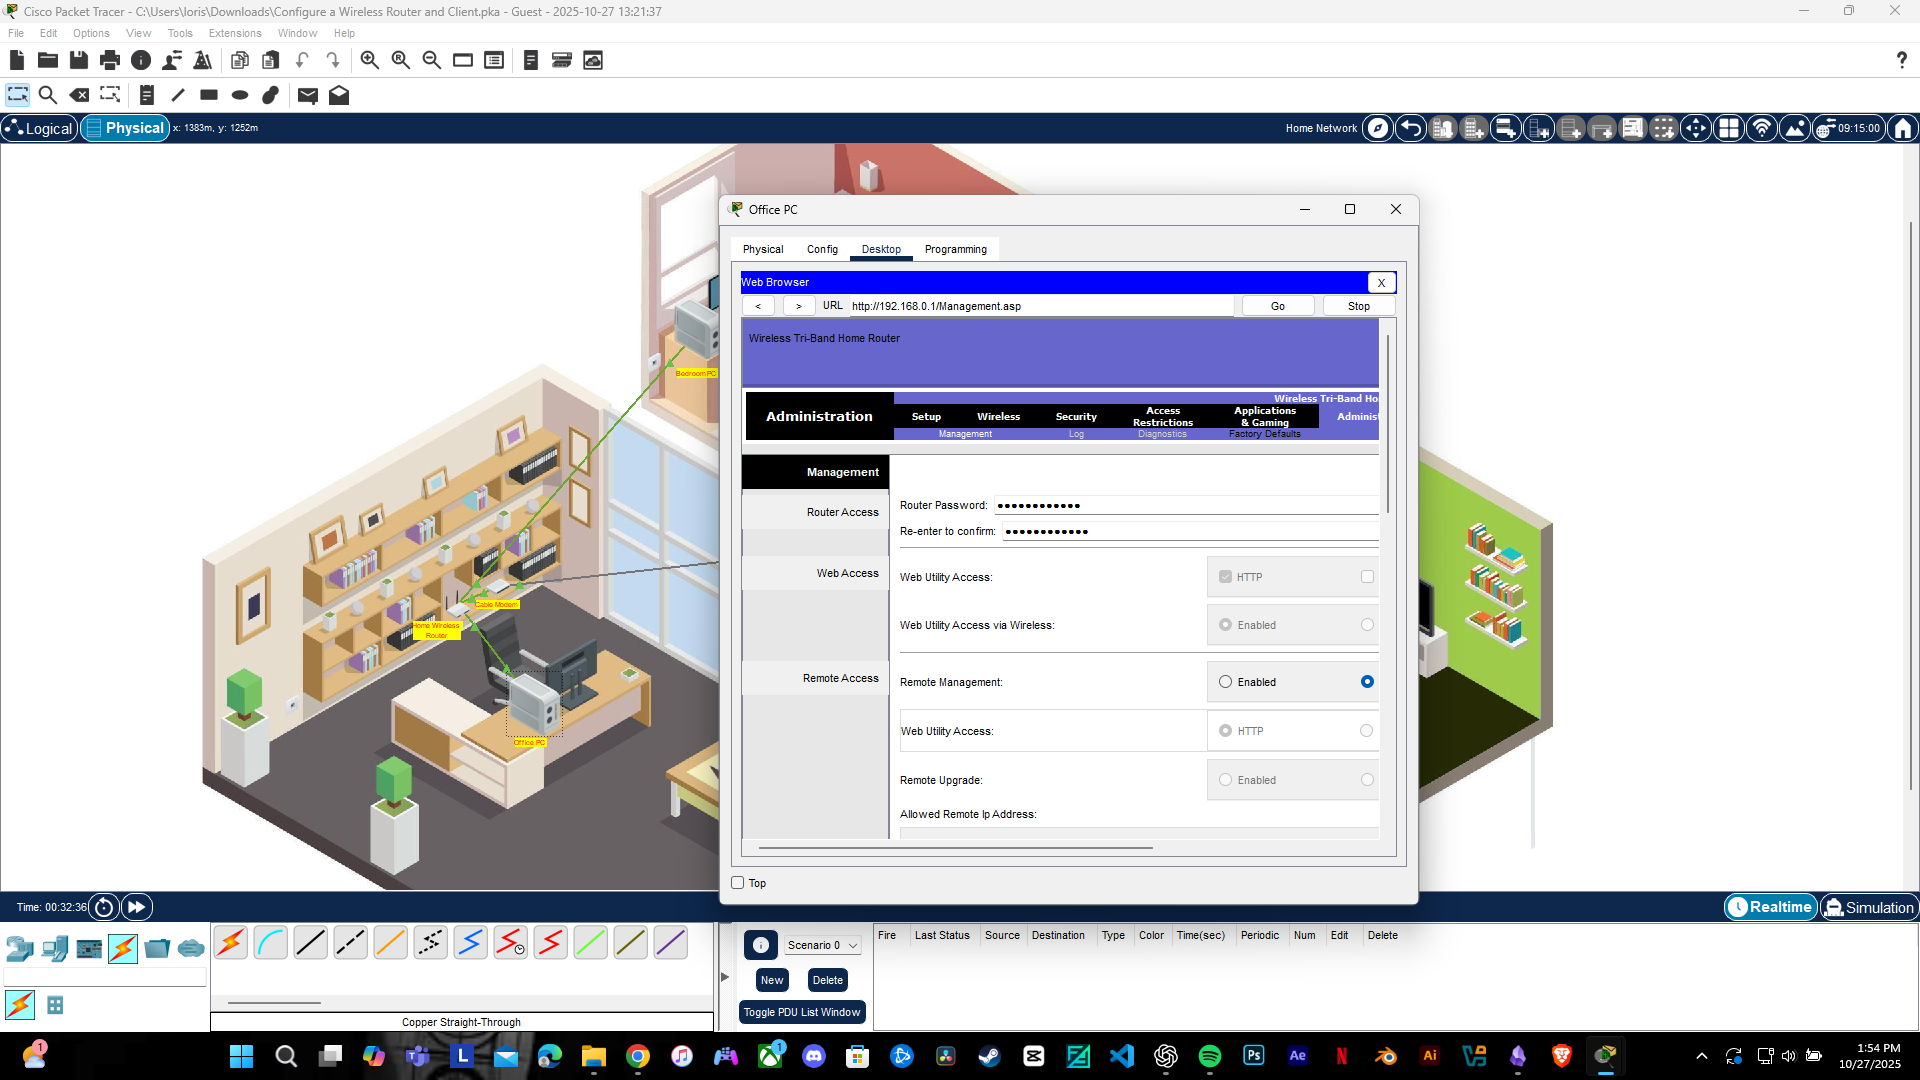 Cisco Packet Tracer - C:\Users\loris\Downloads\Configure a Wireless Router and Client.pka - Guest - 2025-10-27 13:21:37
File Edit Options View Tools Extensions Window Help
Logical Physical x: 1383m, y: 1252m Home Network 09:15:00
Office PC
Physical Config Desktop Programming
Web Browser X
< > URL http://192.168.0.1/Management.asp Go Stop
Wireless Tri-Band Home Router
Wireless Tri-Band Ho
Administration Setup Wireless Security Access Restrictions Applications & Gaming Adminis
Management Log Diagnostics Factory Defaults
Management
Router Access Router Password: ••••••••••••
Re-enter to confirm: ••••••••••••
Web Access Web Utility Access: HTTP
Web Utility Access via Wireless: Enabled
Remote Access Remote Management: Enabled
Web Utility Access: HTTP
Remote Upgrade: Enabled
Allowed Remote Ip Address:
Top
Bedroom PC
Cable Modem
Home Wireless
Router
Office PC
Time: 00:32:36 Realtime Simulation
Scenario 0
New Delete
Toggle PDU List Window
Fire Last Status Source Destination Type Color Time(sec) Periodic Num Edit Delete
Copper Straight-Through
1:54 PM
10/27/2025